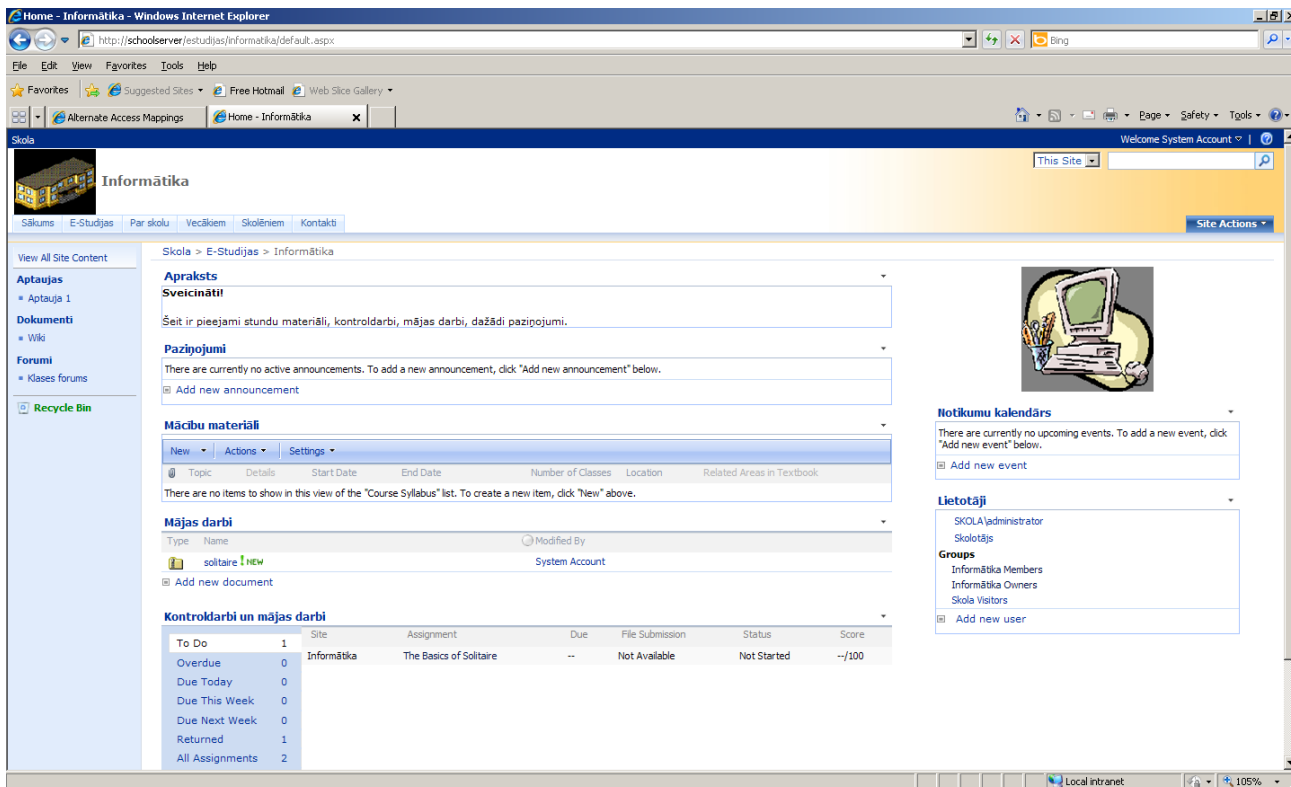 Home - Informātika - Windows Internet Explorer
http://schoolserver/estudijas/informatika/default.aspx
Bing
File Edit View Favorites Tools Help
Favorites Suggested Sites Free Hotmail Web Slice Gallery
Alternate Access Mappings Home - Informātika Page Safety Tools
Skola Welcome System Account
This Site
Informātika
Sākums E-Studijas Par skolu Vecākiem Skolēniem Kontakti Site Actions
View All Site Content
Aptaujas
Aptauja 1
Dokumenti
Wiki
Forumi
Klases forums
Recycle Bin
Skola > E-Studijas > Informātika
Apraksts
Sveicināti!
Šeit ir pieejami stundu materiāli, kontroldarbi, mājas darbi, dažādi paziņojumi.
Paziņojumi
There are currently no active announcements. To add a new announcement, click "Add new announcement" below.
Add new announcement
Mācību materiāli
New Actions Settings
Topic Details Start Date End Date Number of Classes Location Related Areas in Textbook
There are no items to show in this view of the "Course Syllabus" list. To create a new item, click "New" above.
Mājas darbi
Type Name Modified By
solitaire ! NEW System Account
Add new document
Kontroldarbi un mājas darbi
To Do 1
Overdue 0
Due Today 0
Due This Week 0
Due Next Week 0
Returned 1
All Assignments 2
Site Assignment Due File Submission Status Score
Informātika The Basics of Solitaire -- Not Available Not Started --/100
Notikumu kalendārs
There are currently no upcoming events. To add a new event, click
"Add new event" below.
Add new event
Lietotāji
SKOLA\administrator
Skolotājs
Groups
Informātika Members
Informātika Owners
Skola Visitors
Add new user
Local intranet 105%